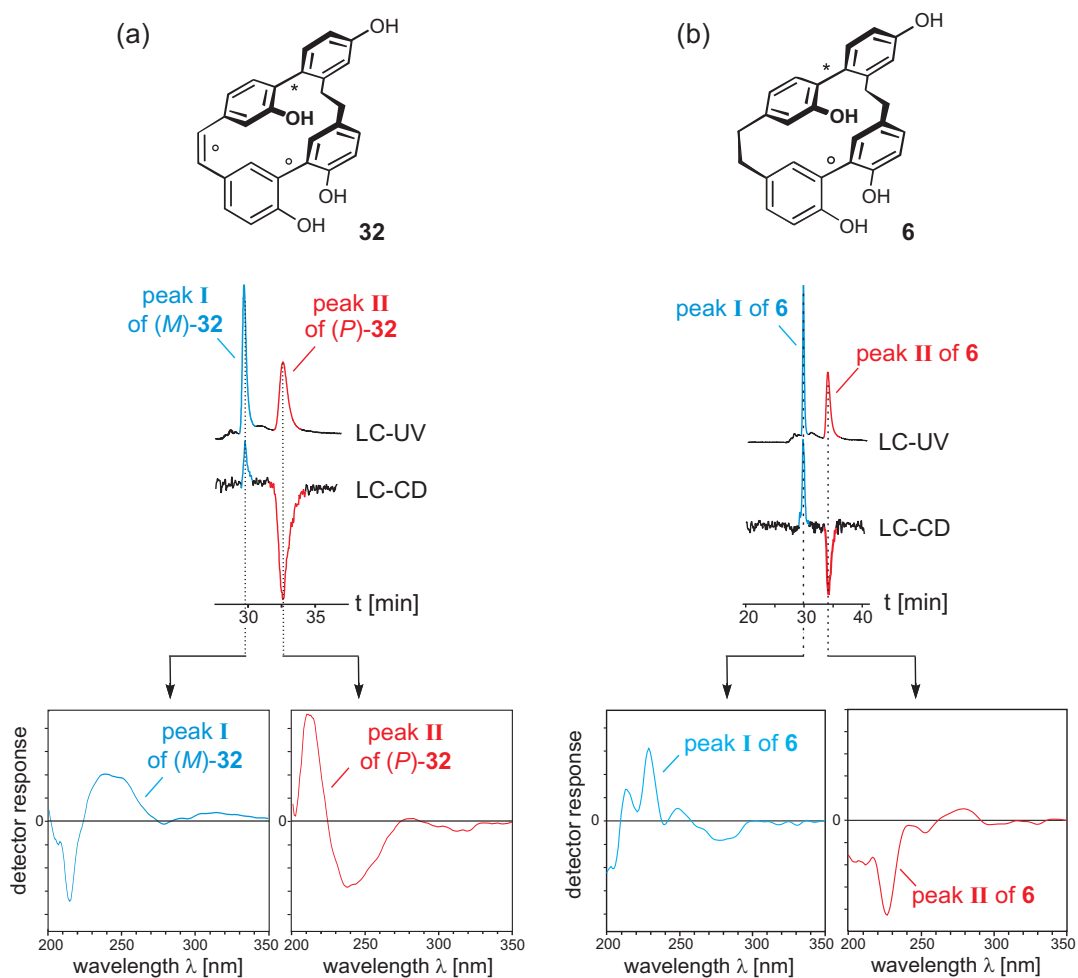 (a)
OH
*
OH
°
°
OH
OH
32
peak I
of (M)-32
peak II
of (P)-32
LC-UV
LC-CD
30
35
t [min]
detector response
0
peak I
of (M)-32
200
250
300
350
wavelength λ [nm]
peak II
of (P)-32
200
250
300
350
wavelength λ [nm]
(b)
OH
*
OH
°
OH
OH
6
peak I of 6
peak II of 6
LC-UV
LC-CD
20
30
40
t [min]
detector response
0
peak I of 6
200
250
300
350
wavelength λ [nm]
0
peak II of 6
200
250
300
350
wavelength λ [nm]